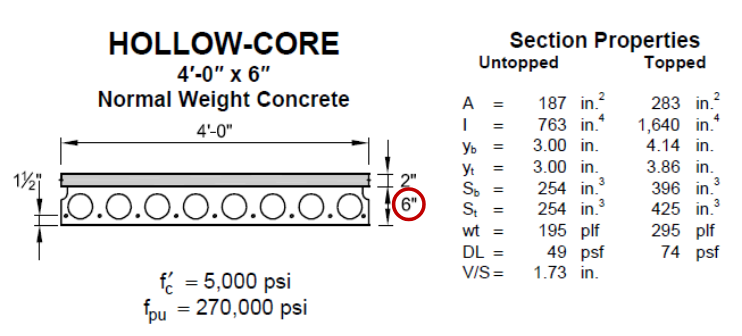 HOLLOW-CORE
4′-0″ x 6″
Normal Weight Concrete
4'-0"
1½"
2"
6"
f′c = 5,000 psi
fpu = 270,000 psi
Section Properties
Untopped Topped
A = 187 in.² 283 in.²
I = 763 in.⁴ 1,640 in.⁴
yb = 3.00 in. 4.14 in.
yt = 3.00 in. 3.86 in.
Sb = 254 in.³ 396 in.³
St = 254 in.³ 425 in.³
wt = 195 plf 295 plf
DL = 49 psf 74 psf
V/S = 1.73 in.